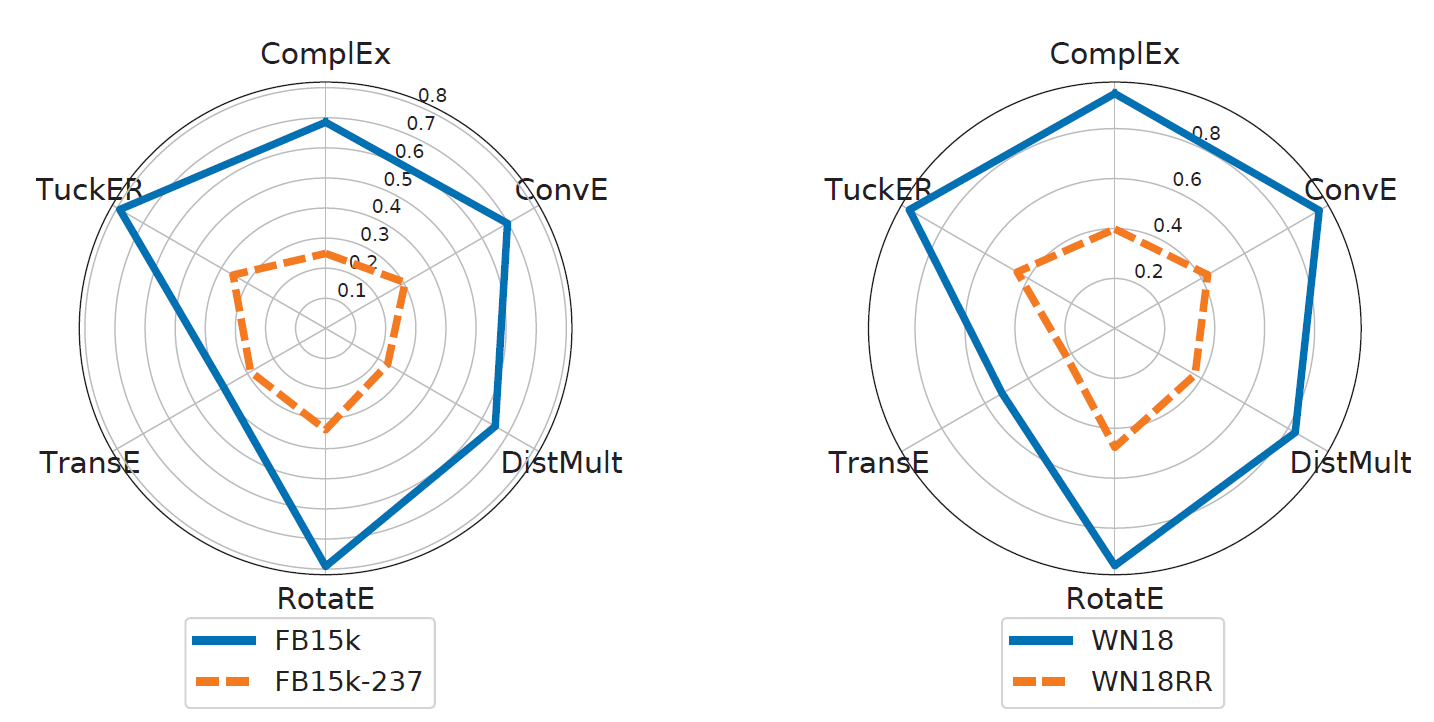 ComplEx
0.8
0.7
0.6
0.5
0.4
0.3
0.2
0.1
TuckER
ConvE
TransE
DistMult
RotatE
FB15k
FB15k-237
ComplEx
0.8
0.6
0.4
0.2
TuckER
ConvE
TransE
DistMult
RotatE
WN18
WN18RR